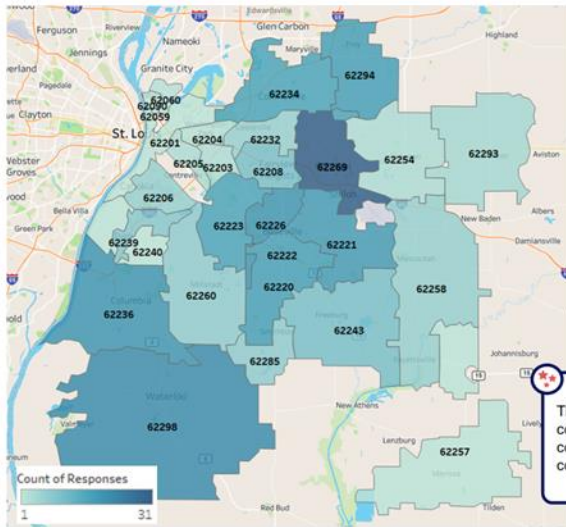 Edwardsville
Glen Carbon
Ferguson
Nameoki
Maryville
Highland
Jennings
Granite City
62294
Pagedale
62060
62234
62090
Clayton
62059
St. Lo
62204
62232
62293
Aviston
62201
62269
62254
Webster
Groves
62205
62203
62208
62206
Bella Villa
62223
62226
New Baden
Albers
Green Park
62239
62221
Damiansville
62240
62222
62258
Columbia
62260
62220
62236
62243
62285
Johannisburg
15
15
Waterloo
New Athens
62298
Lenzburg
Lively
62257
Count of Responses
1
31
Red Bud
Tilden